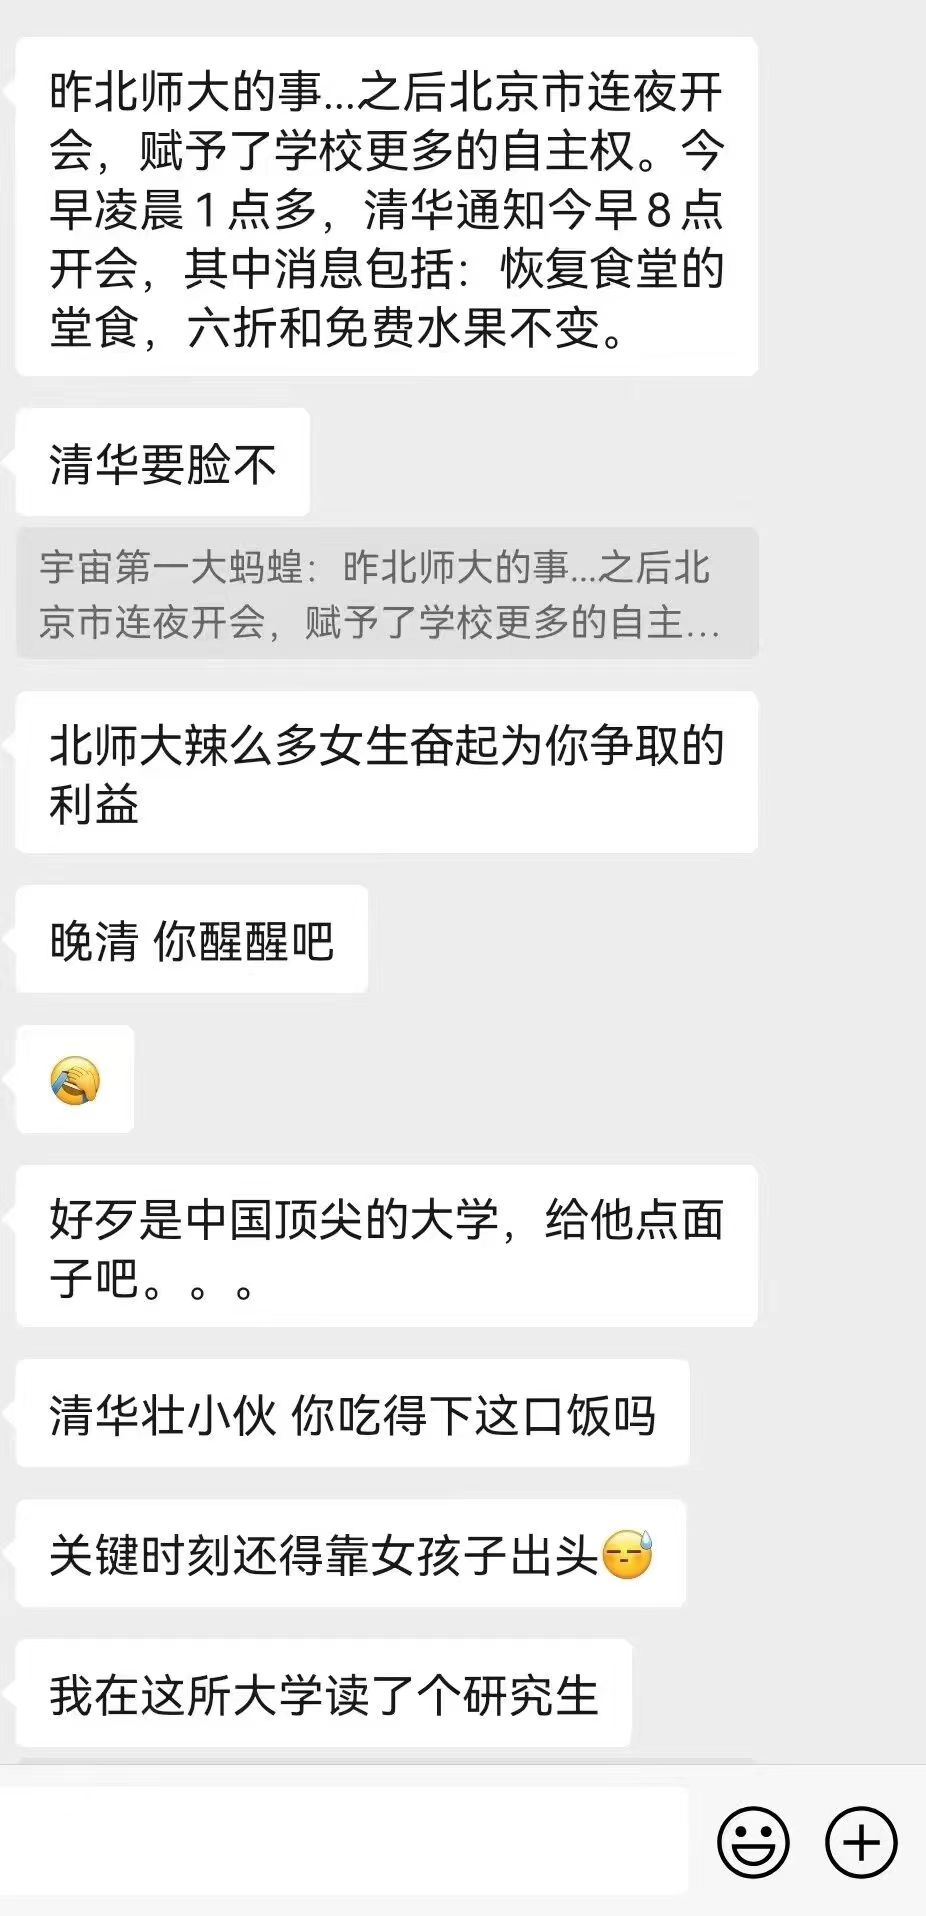 昨北师大的事...之后北京市连夜开
会，赋予了学校更多的自主权。今
早凌晨1点多，清华通知今早8点
开会，其中消息包括：恢复食堂的
堂食，六折和免费水果不变。
清华要脸不
宇宙第一大蚂蝗：昨北师大的事...之后北
京市连夜开会，赋予了学校更多的自主...
北师大辣么多女生奋起为你争取的
利益
晚清 你醒醒吧
🤣
好歹是中国顶尖的大学，给他点面
子吧。。。
清华壮小伙 你吃得下这口饭吗
关键时刻还得靠女孩子出头
我在这所大学读了个研究生